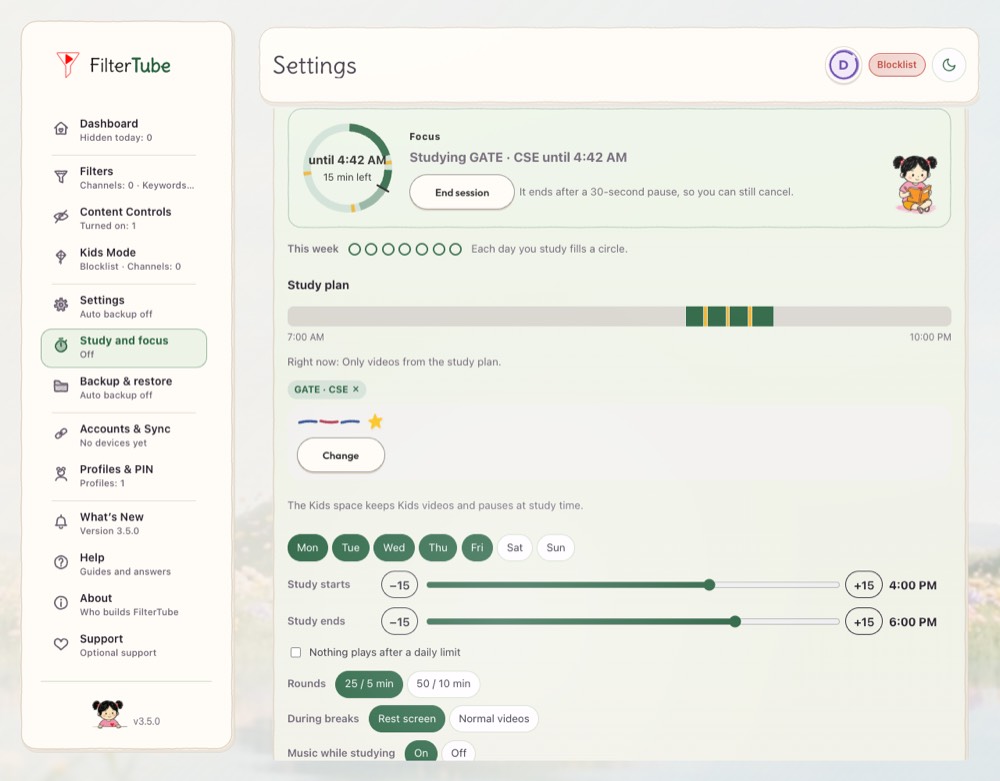 FilterTube
Dashboard
Hidden today: 0
Filters
Channels: 0 · Keywords...
Content Controls
Turned on: 1
Kids Mode
Blocklist · Channels: 0
Settings
Auto backup off
Study and focus
Off
Backup & restore
Auto backup off
Accounts & Sync
No devices yet
Profiles & PIN
Profiles: 1
What's New
Version 3.5.0
Help
Guides and answers
About
Who builds FilterTube
Support
Optional support
v3.5.0
Settings
D
Blocklist
until 4:42 AM
15 min left
Focus
Studying GATE · CSE until 4:42 AM
End session
It ends after a 30-second pause, so you can still cancel.
This week
Each day you study fills a circle.
Study plan
7:00 AM
10:00 PM
Right now: Only videos from the study plan.
GATE · CSE ×
Change
The Kids space keeps Kids videos and pauses at study time.
Mon Tue Wed Thu Fri Sat Sun
Study starts −15 +15 4:00 PM
Study ends −15 +15 6:00 PM
Nothing plays after a daily limit
Rounds 25 / 5 min 50 / 10 min
During breaks Rest screen Normal videos
Music while studying On Off